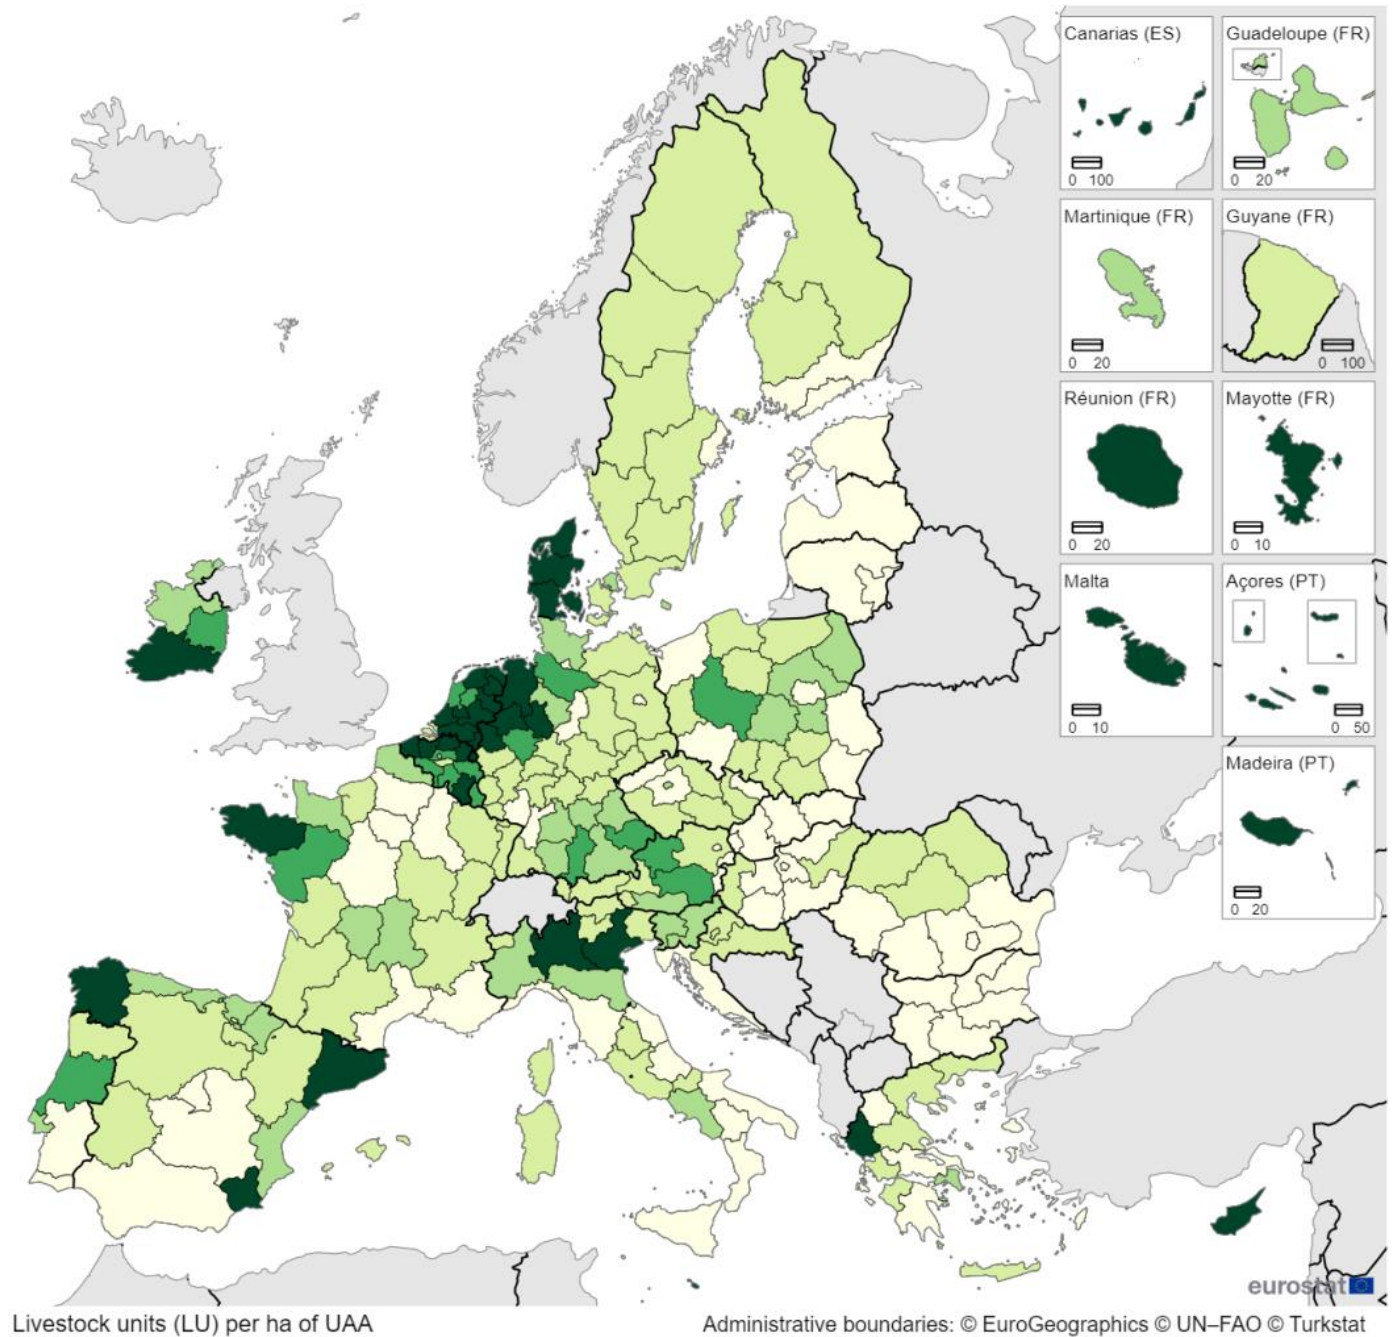 Canarias (ES)
0 100
Guadeloupe (FR)
0 20
Martinique (FR)
0 20
Guyane (FR)
0 100
Réunion (FR)
0 20
Mayotte (FR)
0 10
Malta
0 10
Açores (PT)
0 50
Madeira (PT)
0 20
eurostat
Livestock units (LU) per ha of UAA
Administrative boundaries: © EuroGeographics © UN–FAO © Turkstat